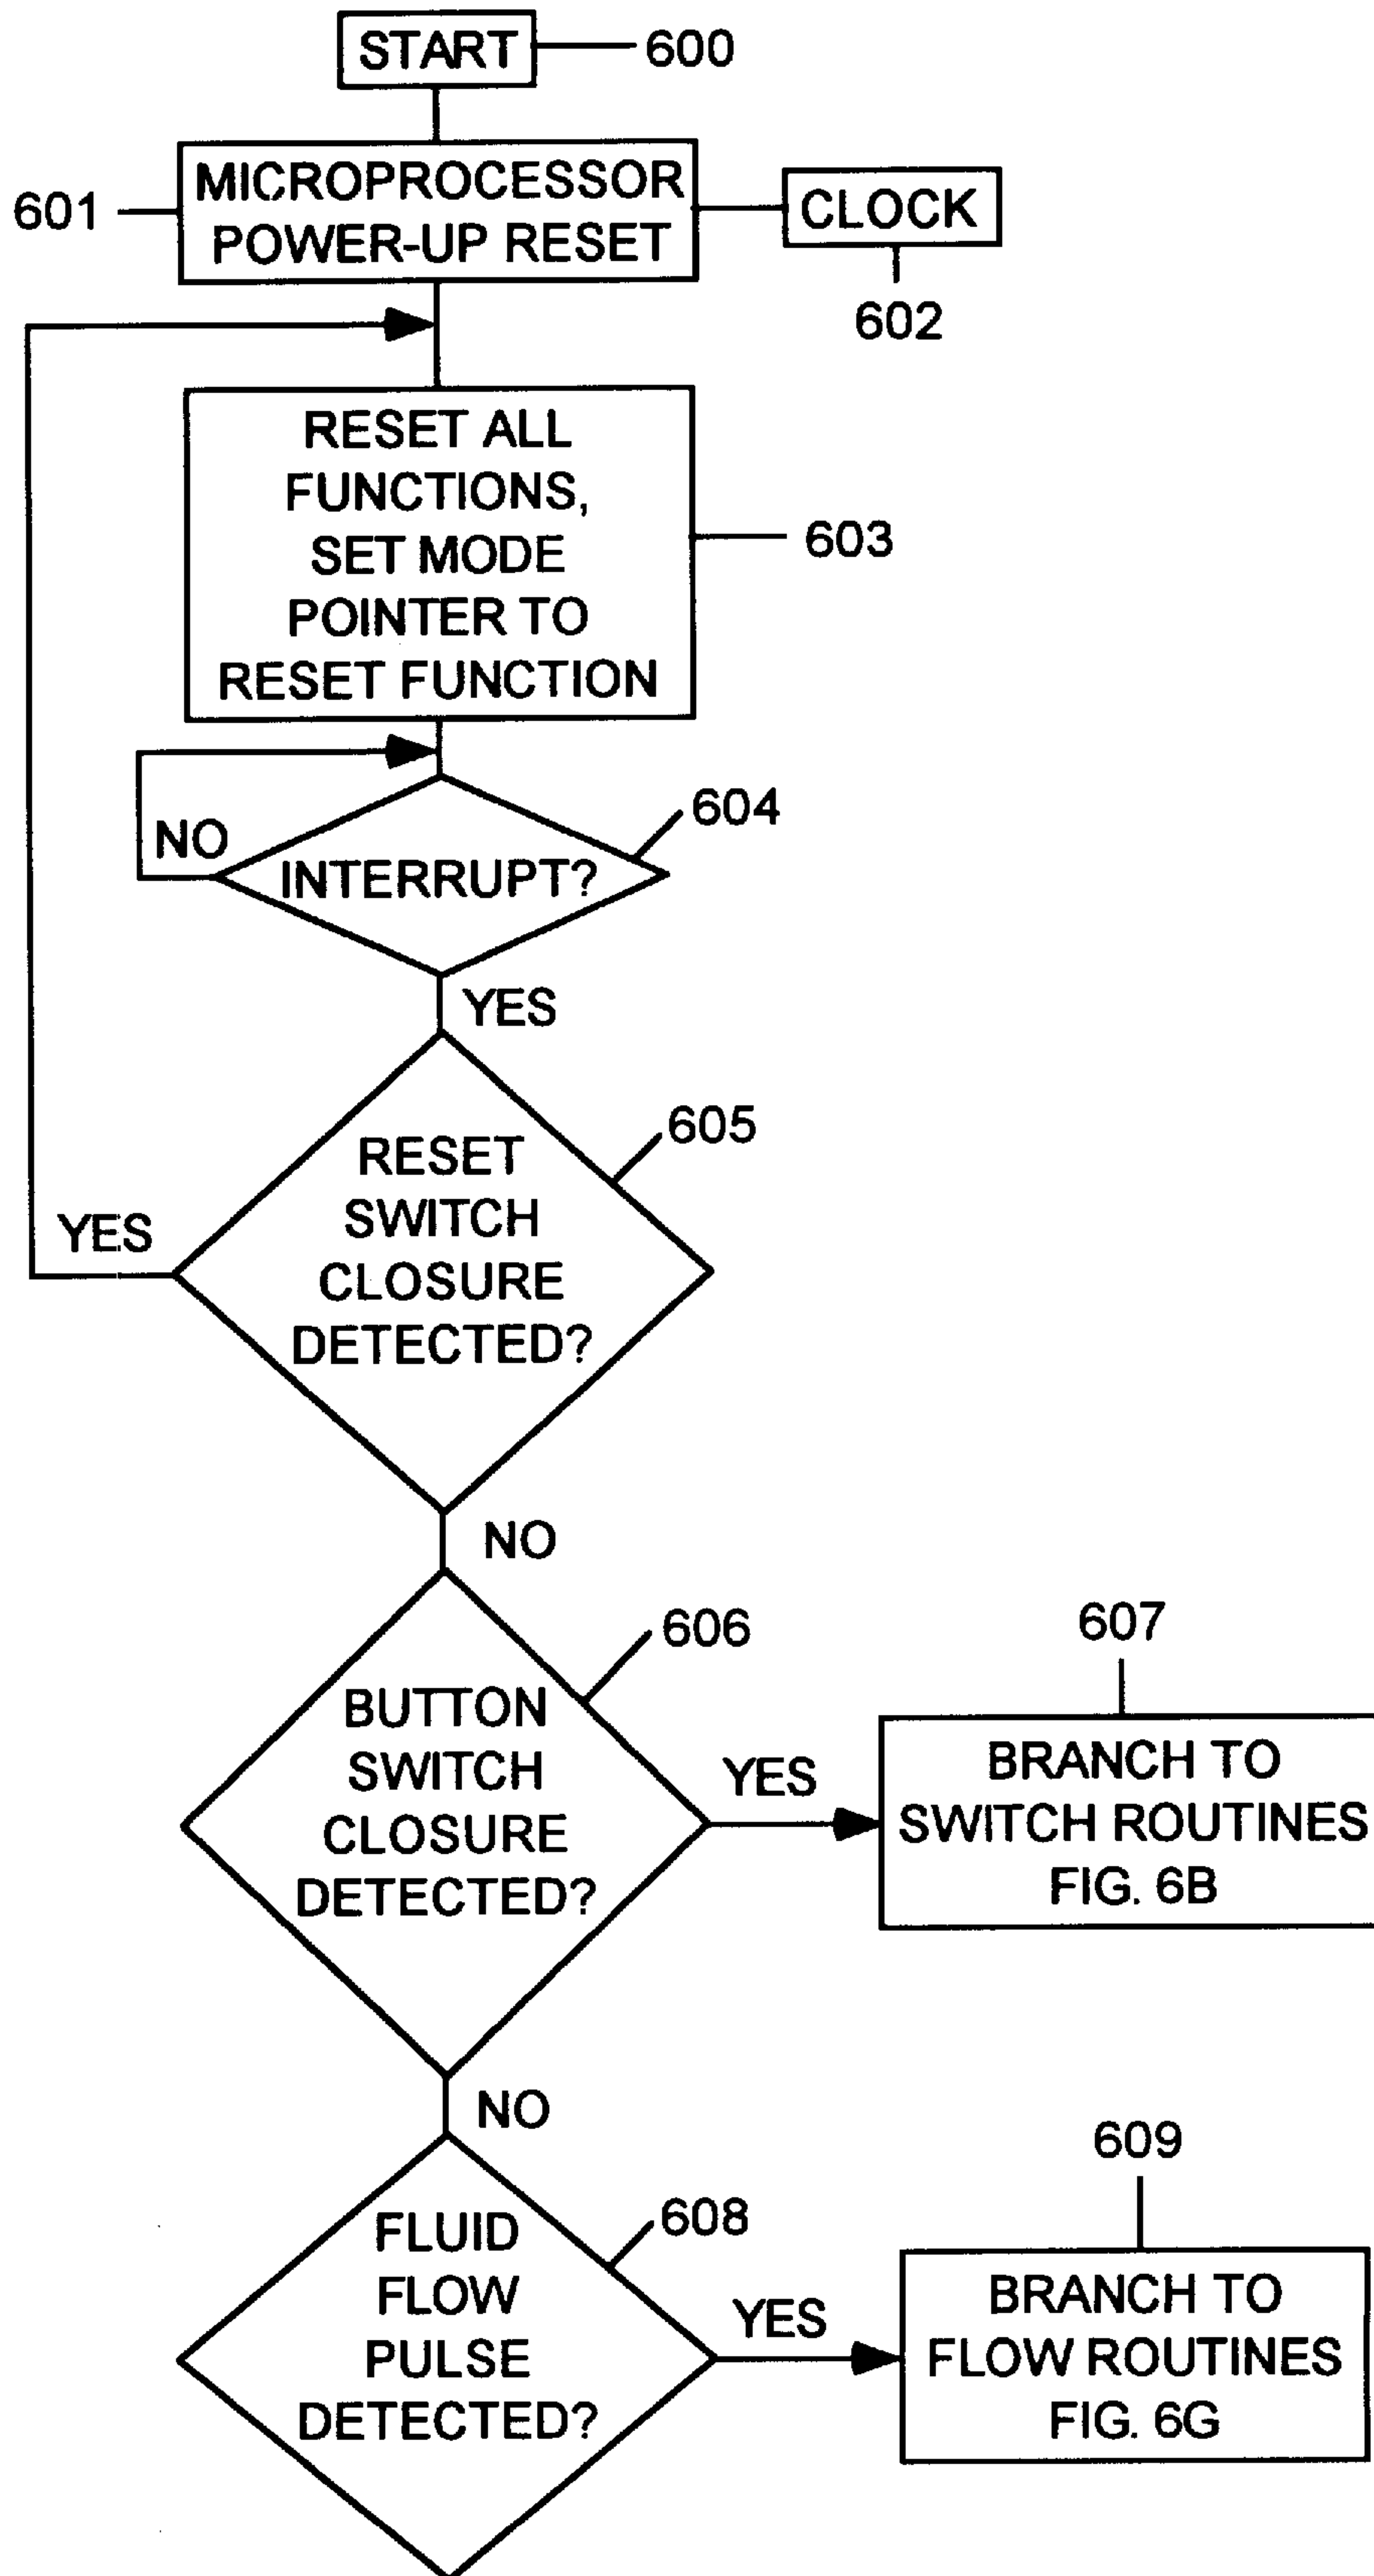 START
600
601
MICROPROCESSOR
POWER-UP RESET
CLOCK
602
RESET ALL
FUNCTIONS,
SET MODE
POINTER TO
RESET FUNCTION
603
604
NO
INTERRUPT?
YES
605
RESET
SWITCH
CLOSURE
DETECTED?
YES
NO
606
BUTTON
SWITCH
CLOSURE
DETECTED?
YES
607
BRANCH TO
SWITCH ROUTINES
FIG. 6B
NO
608
FLUID
FLOW
PULSE
DETECTED?
YES
609
BRANCH TO
FLOW ROUTINES
FIG. 6G